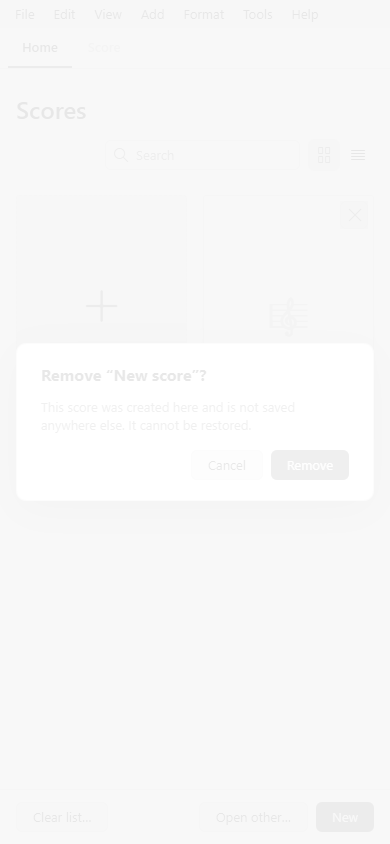 File Edit View Add Format Tools Help
Home
Scores
Search
Remove “New score”?
This score was created here and is not saved
anywhere else. It cannot be restored.
Cancel Remove
Clear list… Open other… New